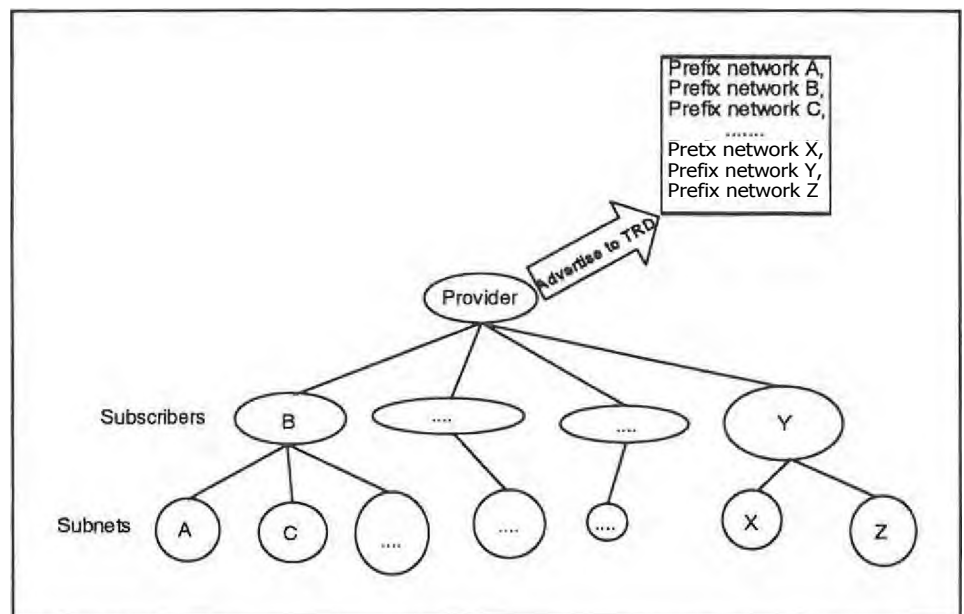 Prefix network A,
Prefix network B,
Prefix network C,
.......
Pretx network X,
Prefix network Y,
Prefix network Z
Advertise to TRD
Provider
Subscribers
B
....
....
Y
Subnets
A
C
....
....
....
X
Z